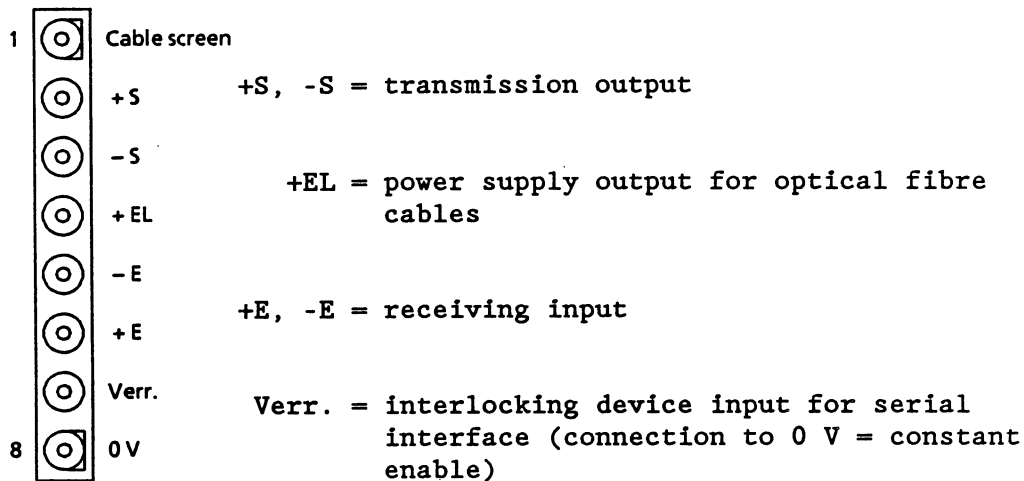 1 Cable screen
+S
+S, -S = transmission output
-S
+EL = power supply output for optical fibre
+EL
cables
-E
+E, -E = receiving input
+E
Verr.
Verr. = interlocking device input for serial
interface (connection to 0 V = constant
8 0V
enable)